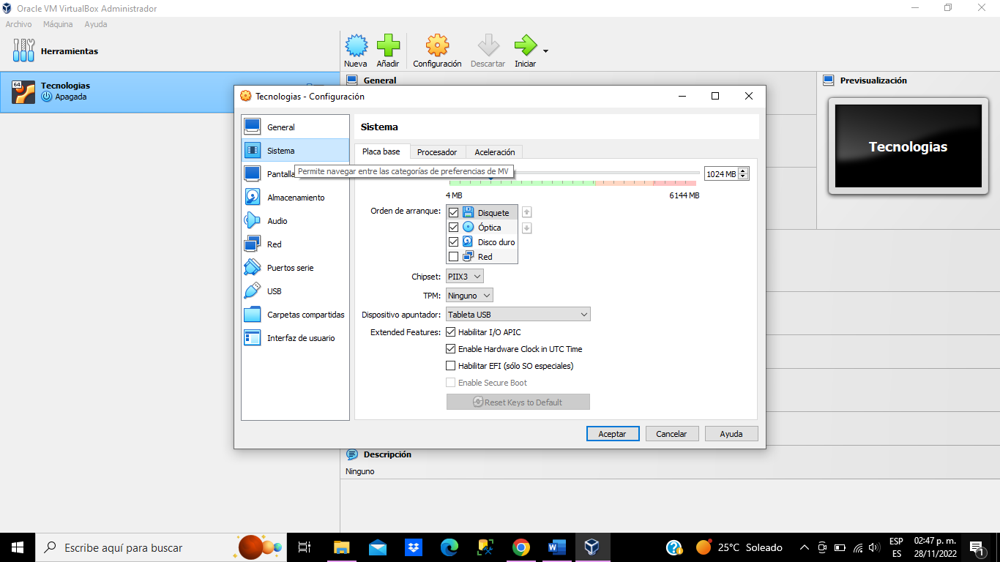 Oracle VM VirtualBox Administrador
Archivo Máquina Ayuda
Herramientas
Nueva Añadir Configuración Descartar Iniciar
64 Tecnologias
Apagada
General
Previsualización
Tecnologias
Tecnologias - Configuración
General
Sistema
Pantalla
Almacenamiento
Audio
Red
Puertos serie
USB
Carpetas compartidas
Interfaz de usuario
Sistema
Placa base Procesador Aceleración
Permite navegar entre las categorías de preferencias de MV
1024 MB
4 MB 6144 MB
Orden de arranque:
Disquete
Óptica
Disco duro
Red
Chipset: PIIX3
TPM: Ninguno
Dispositivo apuntador: Tableta USB
Extended Features: Habilitar I/O APIC
Enable Hardware Clock in UTC Time
Habilitar EFI (sólo SO especiales)
Enable Secure Boot
Reset Keys to Default
Aceptar Cancelar Ayuda
Descripción
Ninguno
Escribe aquí para buscar
25°C Soleado
ESP
ES
02:47 p. m.
28/11/2022
1